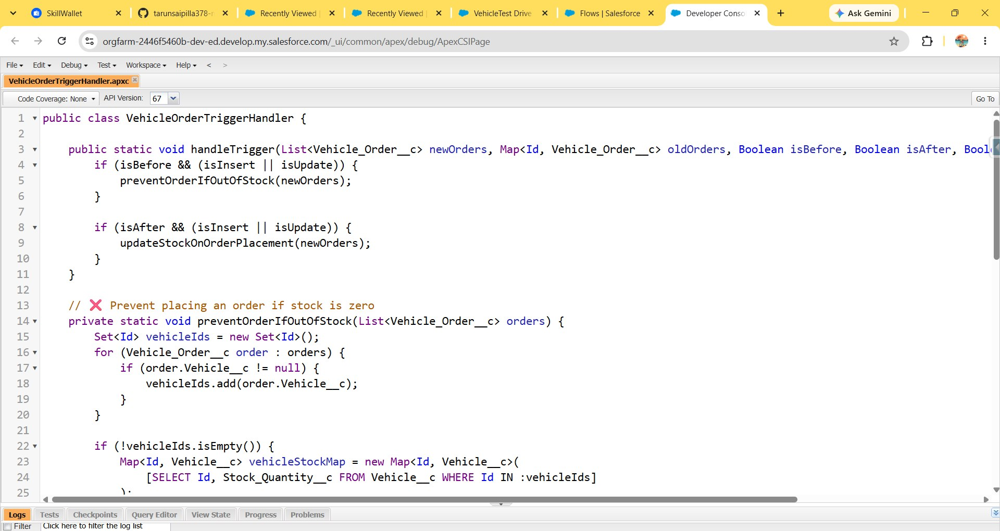 SkillWallet
tarunsaipilla378-
Recently Viewed
Recently Viewed
VehicleTest Drive
Flows | Salesforce
Developer Conso
Ask Gemini
orgfarm-2446f5460b-dev-ed.develop.my.salesforce.com/_ui/common/apex/debug/ApexCSIPage
File Edit Debug Test Workspace Help < >
VehicleOrderTriggerHandler.apxc
Code Coverage: None API Version: 67 Go To
1 public class VehicleOrderTriggerHandler {
2
3 public static void handleTrigger(List<Vehicle_Order__c> newOrders, Map<Id, Vehicle_Order__c> oldOrders, Boolean isBefore, Boolean isAfter, Bool
4 if (isBefore && (isInsert || isUpdate)) {
5 preventOrderIfOutOfStock(newOrders);
6 }
7
8 if (isAfter && (isInsert || isUpdate)) {
9 updateStockOnOrderPlacement(newOrders);
10 }
11 }
12
13 // ❌ Prevent placing an order if stock is zero
14 private static void preventOrderIfOutOfStock(List<Vehicle_Order__c> orders) {
15 Set<Id> vehicleIds = new Set<Id>();
16 for (Vehicle_Order__c order : orders) {
17 if (order.Vehicle__c != null) {
18 vehicleIds.add(order.Vehicle__c);
19 }
20 }
21
22 if (!vehicleIds.isEmpty()) {
23 Map<Id, Vehicle__c> vehicleStockMap = new Map<Id, Vehicle__c>(
24 [SELECT Id, Stock_Quantity__c FROM Vehicle__c WHERE Id IN :vehicleIds]
25 );
Logs Tests Checkpoints Query Editor View State Progress Problems
Filter Click here to filter the log list